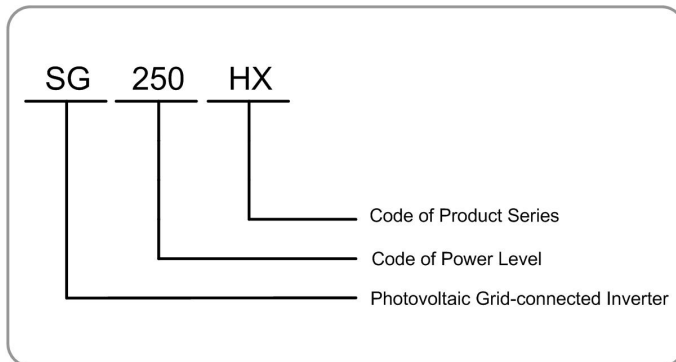 SG 250 HX
Code of Product Series
Code of Power Level
Photovoltaic Grid-connected Inverter